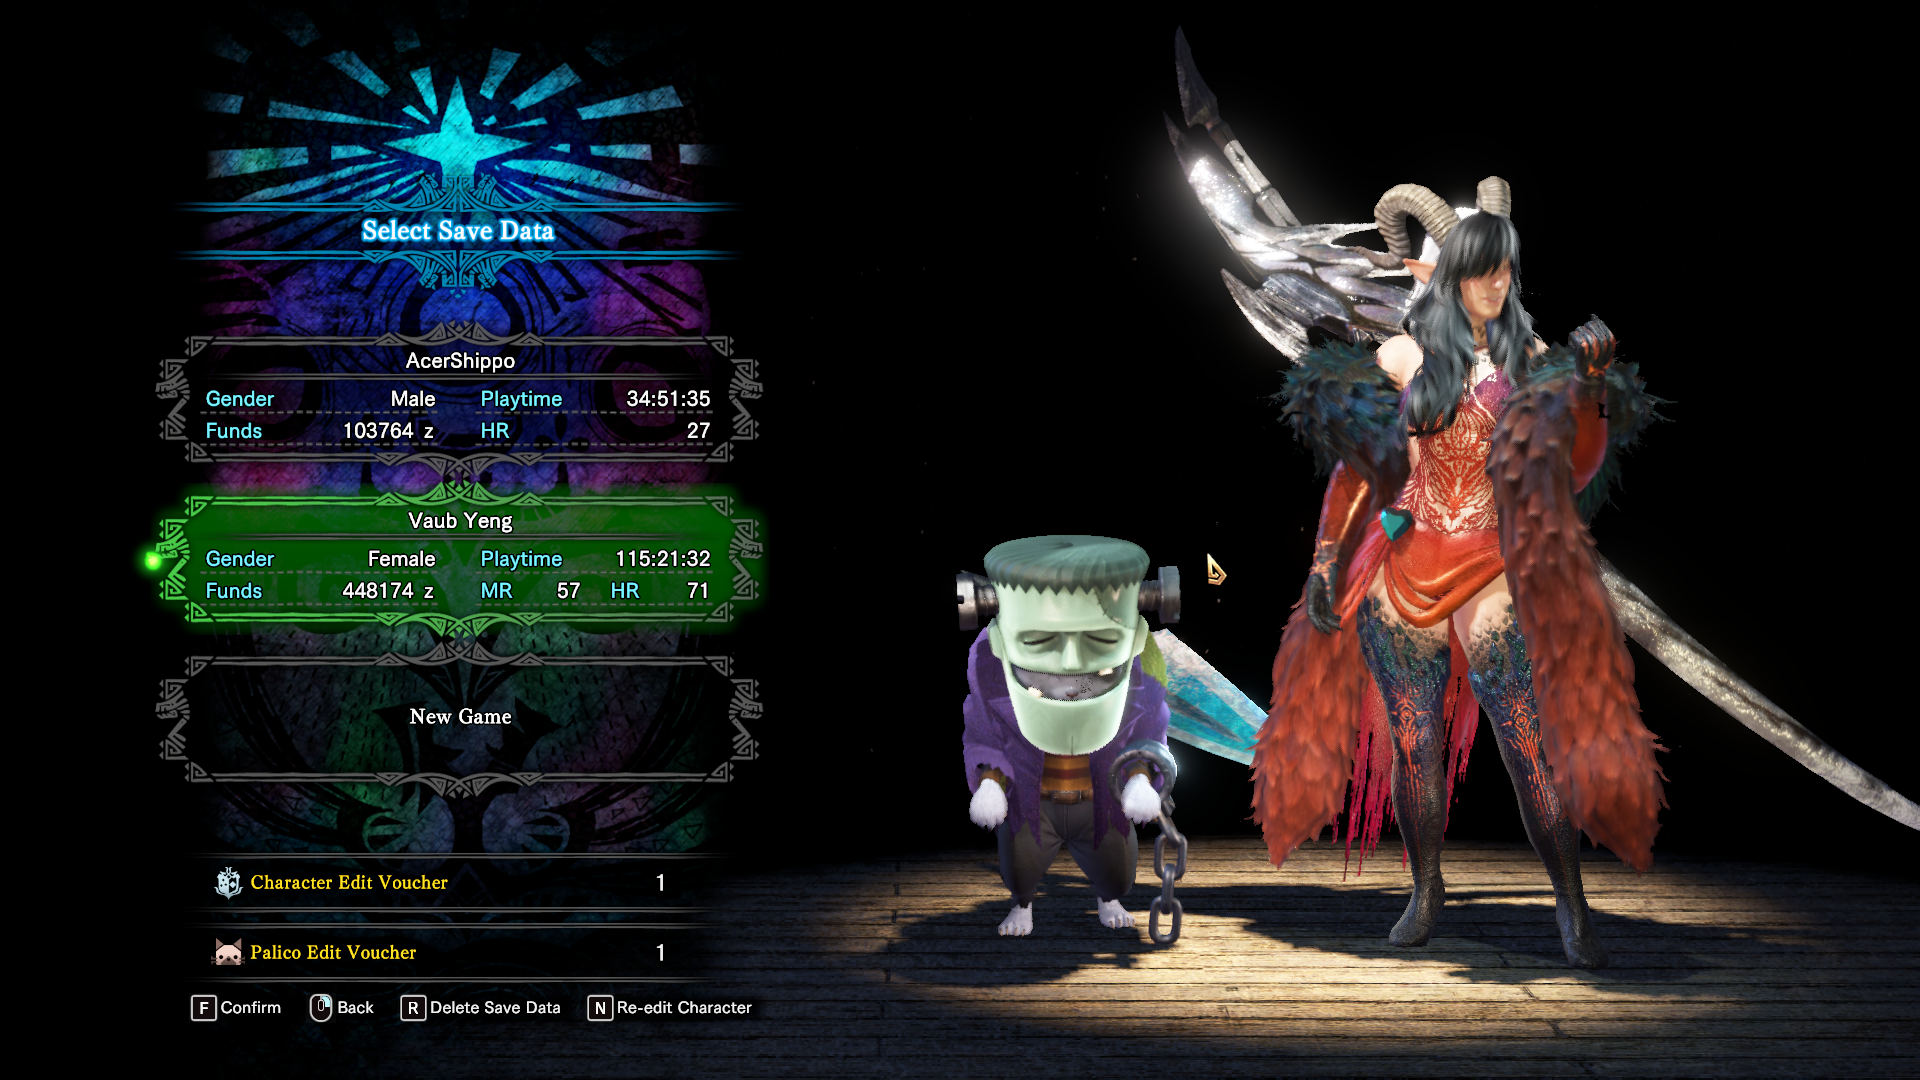 Select Save Data
AcerShippo
Gender Male Playtime 34:51:35
Funds 103764 z HR 27
Vaub Yeng
Gender Female Playtime 115:21:32
Funds 448174 z MR 57 HR 71
New Game
Character Edit Voucher 1
Palico Edit Voucher 1
F Confirm Back R Delete Save Data N Re-edit Character